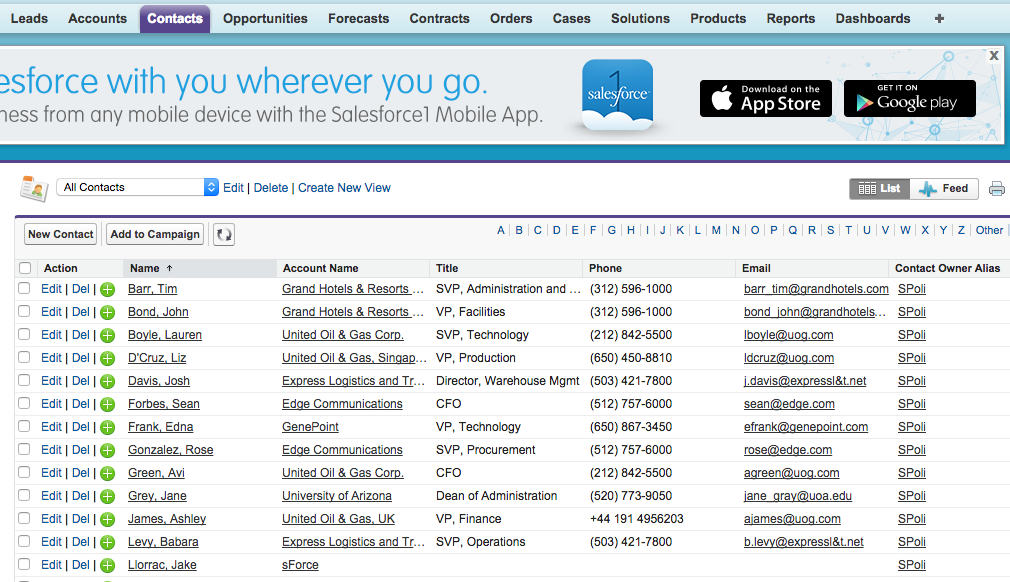 Leads Accounts Contacts Opportunities Forecasts Contracts Orders Cases Solutions Products Reports Dashboards +
esforce with you wherever you go.
ness from any mobile device with the Salesforce1 Mobile App.
1
salesforce
Download on the
App Store
GET IT ON
Google play
X
All Contacts Edit | Delete | Create New View List Feed
New Contact Add to Campaign A | B | C | D | E | F | G | H | I | J | K | L | M | N | O | P | Q | R | S | T | U | V | W | X | Y | Z | Other |
Action Name ↑ Account Name Title Phone Email Contact Owner Alias
Edit | Del | Barr, Tim Grand Hotels & Resorts ... SVP, Administration and ... (312) 596-1000 barr_tim@grandhotels.com SPoli
Edit | Del | Bond, John Grand Hotels & Resorts ... VP, Facilities (312) 596-1000 bond_john@grandhotels... SPoli
Edit | Del | Boyle, Lauren United Oil & Gas Corp. SVP, Technology (212) 842-5500 lboyle@uog.com SPoli
Edit | Del | D'Cruz, Liz United Oil & Gas, Singap... VP, Production (650) 450-8810 ldcruz@uog.com SPoli
Edit | Del | Davis, Josh Express Logistics and Tr... Director, Warehouse Mgmt (503) 421-7800 j.davis@expressl&t.net SPoli
Edit | Del | Forbes, Sean Edge Communications CFO (512) 757-6000 sean@edge.com SPoli
Edit | Del | Frank, Edna GenePoint VP, Technology (650) 867-3450 efrank@genepoint.com SPoli
Edit | Del | Gonzalez, Rose Edge Communications SVP, Procurement (512) 757-6000 rose@edge.com SPoli
Edit | Del | Green, Avi United Oil & Gas Corp. CFO (212) 842-5500 agreen@uog.com SPoli
Edit | Del | Grey, Jane University of Arizona Dean of Administration (520) 773-9050 jane_gray@uoa.edu SPoli
Edit | Del | James, Ashley United Oil & Gas, UK VP, Finance +44 191 4956203 ajames@uog.com SPoli
Edit | Del | Levy, Babara Express Logistics and Tr... SVP, Operations (503) 421-7800 b.levy@expressl&t.net SPoli
Edit | Del | Llorrac, Jake sForce SPoli